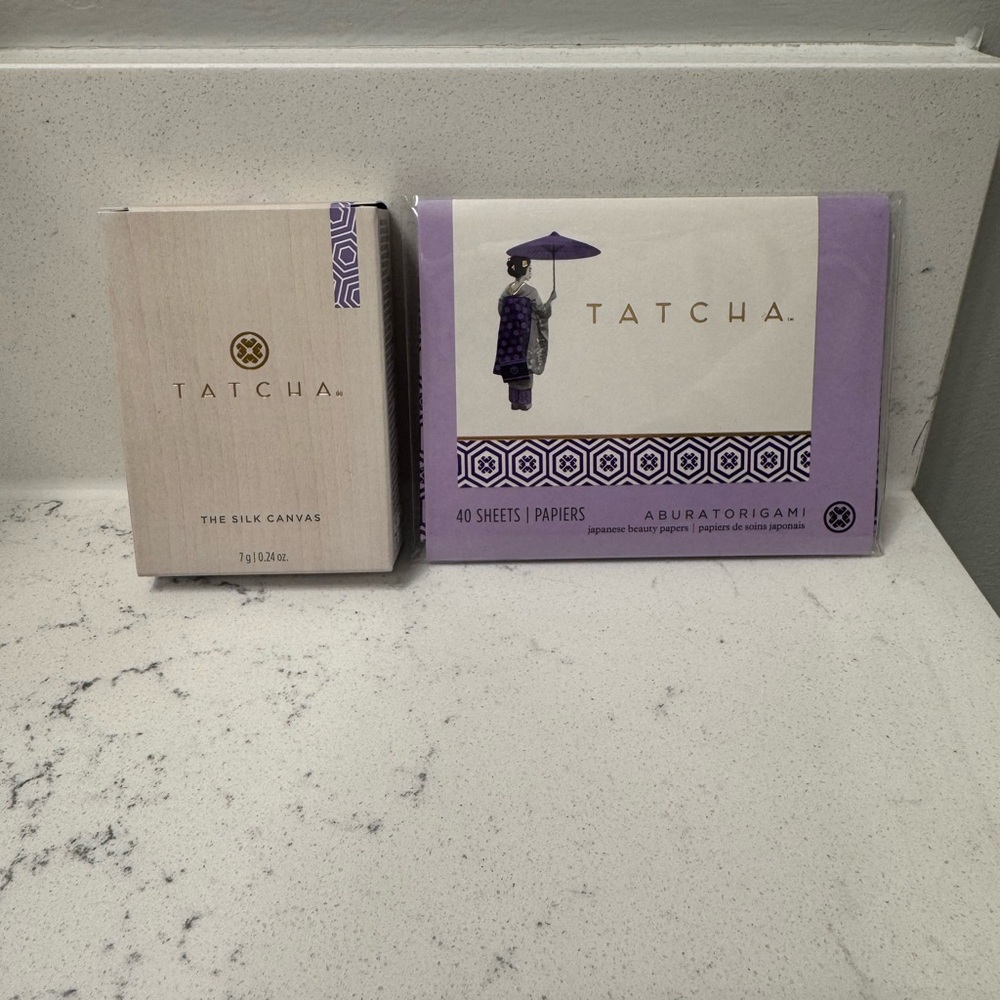 TATCHA
THE SILK CANVAS
7 g | 0.24 oz.
TATCHA
40 SHEETS | PAPIERS
ABURATORIGAMI
japanese beauty papers | papiers de soins japonais